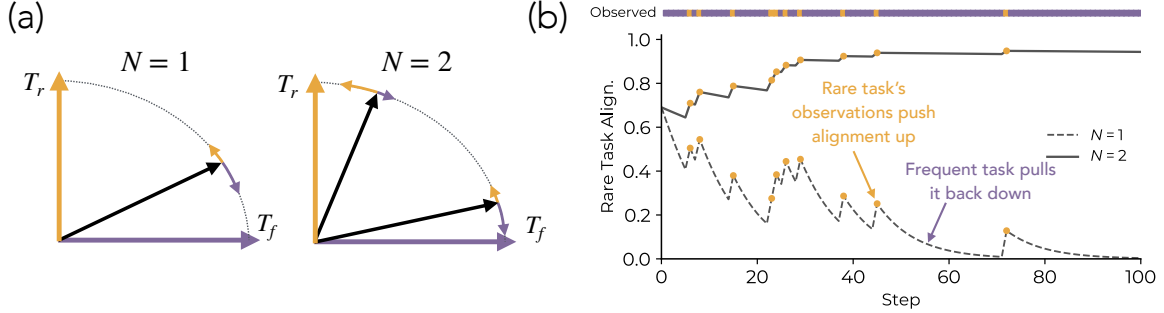 (a)
N = 1
N = 2
T_r
T_f
T_r
T_f
(b)
Observed
Rare Task Align.
1.0
0.8
0.6
0.4
0.2
0.0
0
20
40
60
80
100
Step
Rare task's
observations push
alignment up
Frequent task pulls
it back down
N = 1
N = 2